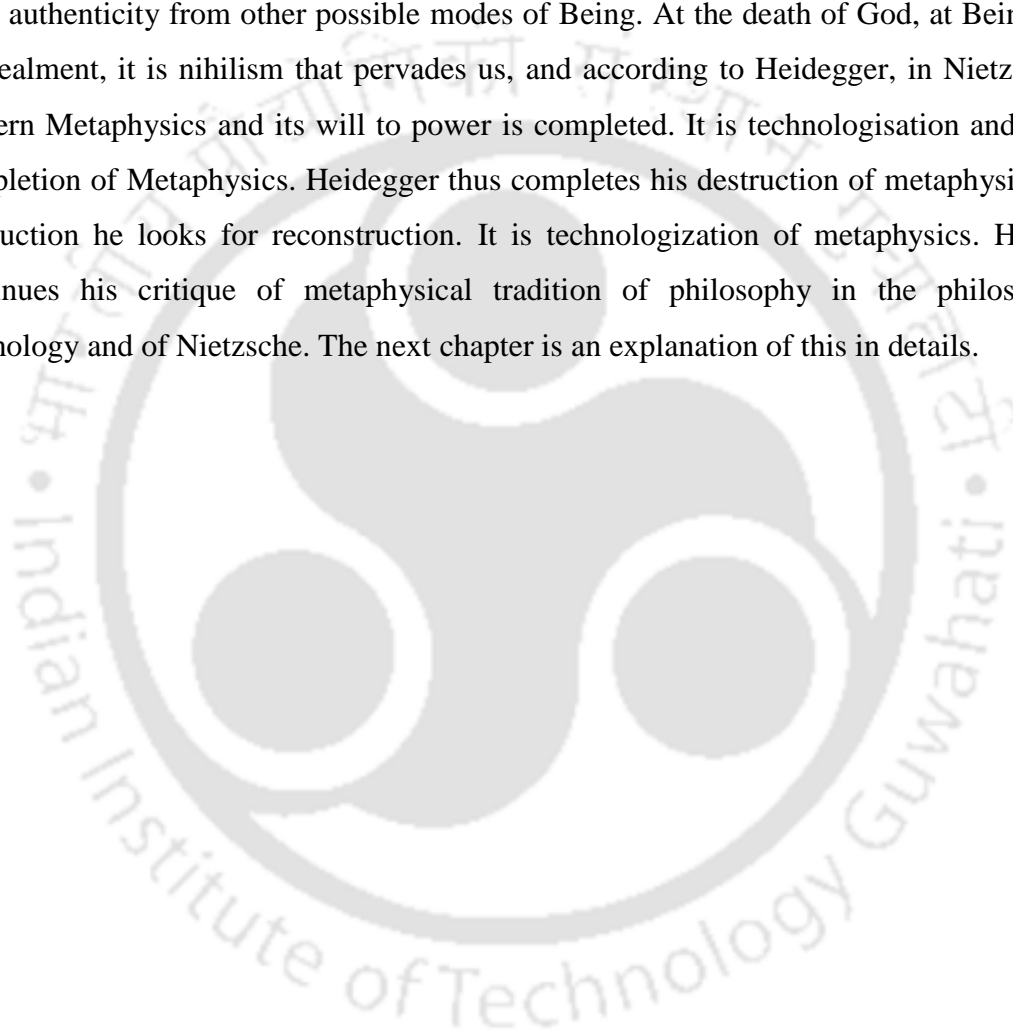 authenticity from other possible modes of Being. At the death of God, at Bein
ealment, it is nihilism that pervades us, and according to Heidegger, in Nietz
ern Metaphysics and its will to power is completed. It is technologisation and
pletion of Metaphysics. Heidegger thus completes his destruction of metaphysi
uction he looks for reconstruction. It is technologization of metaphysics. H
nues his critique of metaphysical tradition of philosophy in the philos
nology and of Nietzsche. The next chapter is an explanation of this in details.
भारतीय प्रौद्योगिकी संस्थान गुवाहाटी
Indian Institute of Technology Guwahati